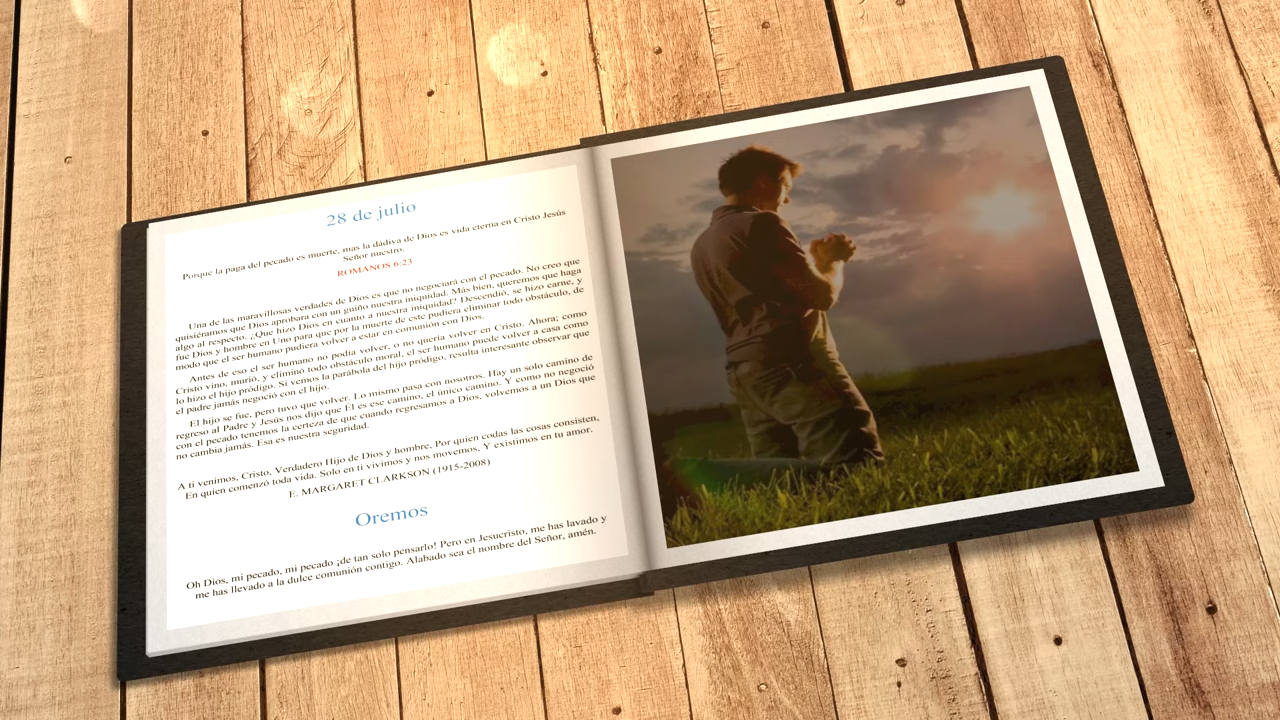 28 de julio
Porque la paga del pecado es muerte, mas la dádiva de Dios es vida eterna en Cristo Jesús
Señor nuestro.
ROMANOS 6:23
Una de las maravillosas verdades de Dios es que no negociará con el pecado. No creo que
quisiéramos que Dios aprobara con un guiño nuestra iniquidad. Más bien, queremos que haga
algo al respecto. ¿Que hizo Dios en cuanto a nuestra iniquidad? Descendió, se hizo carne, y
fue Dios y hombre en Uno para que por la muerte de este pudiera eliminar todo obstáculo, de
modo que el ser humano pudiera volver a estar en comunión con Dios.
Antes de eso el ser humano no podía volver, o no quería volver en Cristo. Ahora; como
Cristo vino, murió, y eliminó todo obstáculo moral, el ser humano puede volver a casa como
lo hizo el hijo pródigo. Si vemos la parábola del hijo pródigo, resulta interesante observar que
el padre jamás negoció con el hijo.
El hijo se fue, pero tuvo que volver. Lo mismo pasa con nosotros. Hay un solo camino de
regreso al Padre y Jesús nos dijo que Él es ese camino, el único camino. Y como no negoció
con el pecado tenemos la certeza de que cuando regresamos a Dios, volvemos a un Dios que
no cambia jamás. Esa es nuestra seguridad.
A ti venimos, Cristo, Verdadero Hijo de Dios y hombre, Por quien codas las cosas consisten,
En quien comenzó toda vida. Solo en ti vivimos y nos movemos, Y existimos en tu amor.
E. MARGARET CLARKSON (1915-2008)
Oremos
Oh Dios, mi pecado, mi pecado ¡de tan solo pensarlo! Pero en Jesucristo, me has lavado y
me has llevado a la dulce comunión contigo. Alabado sea el nombre del Señor, amén.